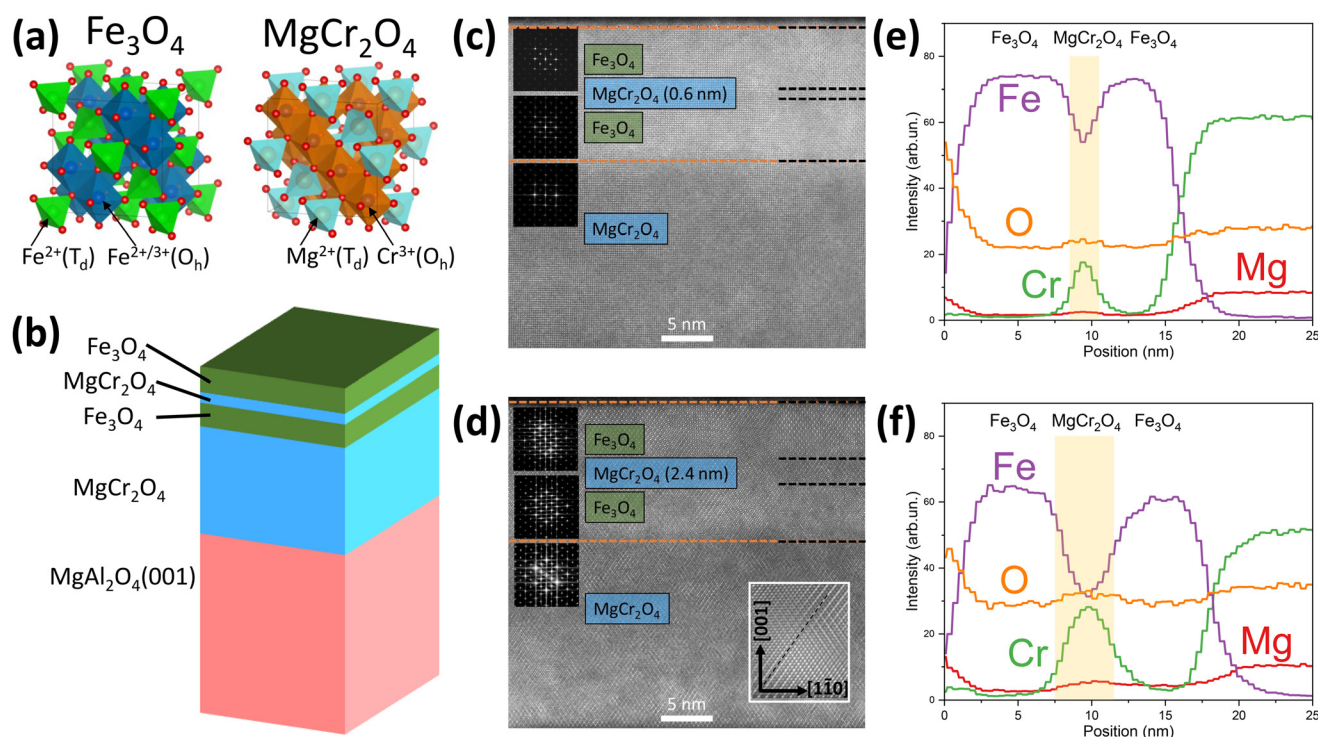 (a)
Fe₃O₄
MgCr₂O₄
Fe²⁺(T_d)
Fe²⁺/³⁺(O_h)
Mg²⁺(T_d)
Cr³⁺(O_h)
(b)
Fe₃O₄
MgCr₂O₄
Fe₃O₄
MgCr₂O₄
MgAl₂O₄(001)
(c)
Fe₃O₄
MgCr₂O₄ (0.6 nm)
Fe₃O₄
MgCr₂O₄
5 nm
(d)
Fe₃O₄
MgCr₂O₄ (2.4 nm)
Fe₃O₄
MgCr₂O₄
[001]
[11̄0]
5 nm
(e)
Fe₃O₄ MgCr₂O₄ Fe₃O₄
Fe
O
Cr
Mg
Intensity (arb.un.)
80
60
40
20
0
0 5 10 15 20 25
Position (nm)
(f)
Fe₃O₄ MgCr₂O₄ Fe₃O₄
Fe
O
Cr
Mg
Intensity (arb.un.)
80
60
40
20
0
0 5 10 15 20 25
Position (nm)